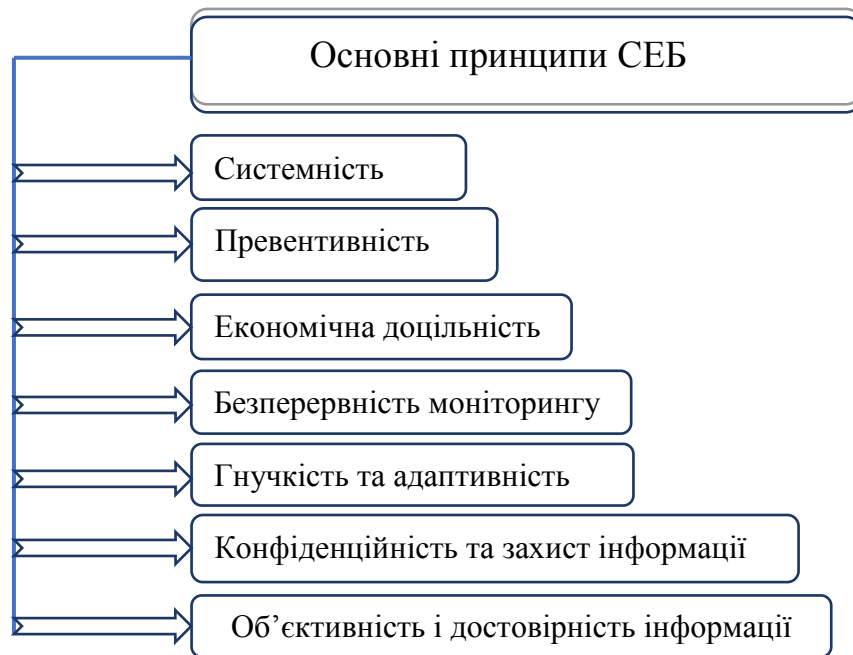 Основні принципи СЕБ
Системність
Превентивність
Економічна доцільність
Безперервність моніторингу
Гнучкість та адаптивність
Конфіденційність та захист інформації
Об’єктивність і достовірність інформації